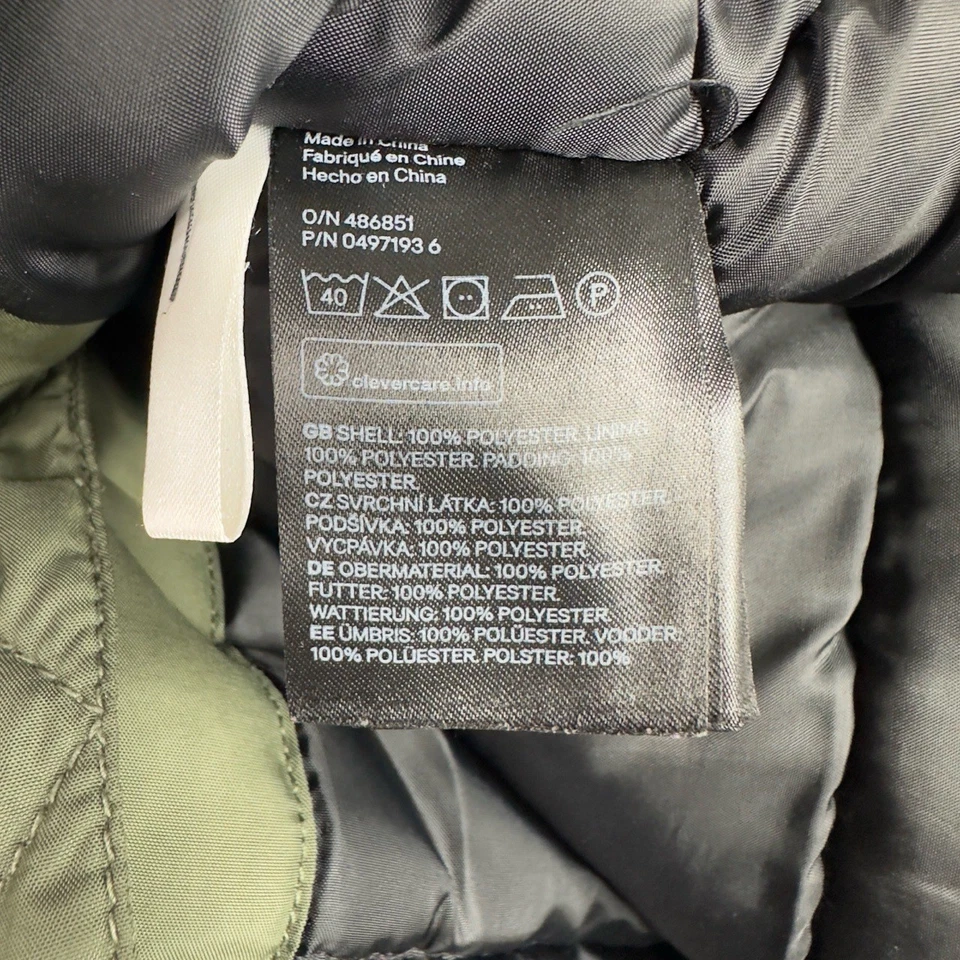 Made in China
Fabriqué en Chine
Hecho en China
O/N 486851
P/N 0497193 6
40
P
clevercare.info
GB SHELL: 100% POLYESTER. LINING:
100% POLYESTER. PADDING: 100%
POLYESTER.
CZ SVRCHNÍ LÁTKA: 100% POLYESTER.
PODŠÍVKA: 100% POLYESTER.
VYCPÁVKA: 100% POLYESTER.
DE OBERMATERIAL: 100% POLYESTER.
FUTTER: 100% POLYESTER.
WATTIERUNG: 100% POLYESTER.
EE ÜMBRIS: 100% POLÜESTER. VOODER:
100% POLÜESTER. POLSTER: 100%